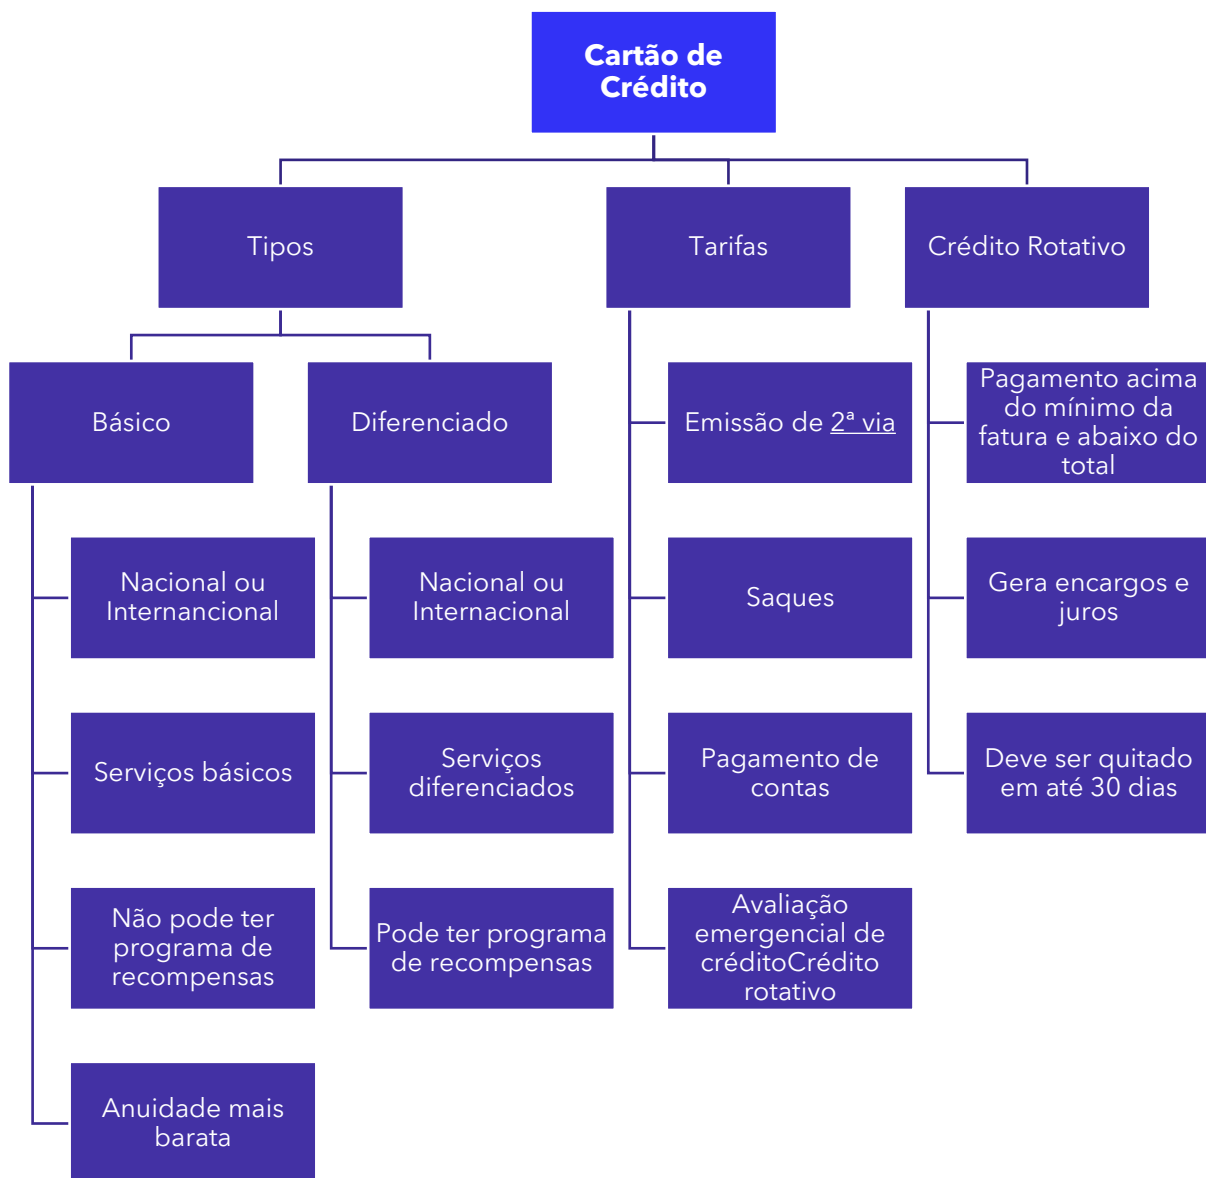 Cartão de
Crédito
Tipos
Tarifas
Crédito Rotativo
Básico
Diferenciado
Emissão de 2ª via
Pagamento acima
do mínimo da
fatura e abaixo do
total
Nacional ou
Internancional
Nacional ou
Internacional
Saques
Gera encargos e
juros
Serviços básicos
Serviços
diferenciados
Pagamento de
contas
Deve ser quitado
em até 30 dias
Não pode ter
programa de
recompensas
Pode ter programa
de recompensas
Avaliação
emergencial de
créditoCrédito
rotativo
Anuidade mais
barata